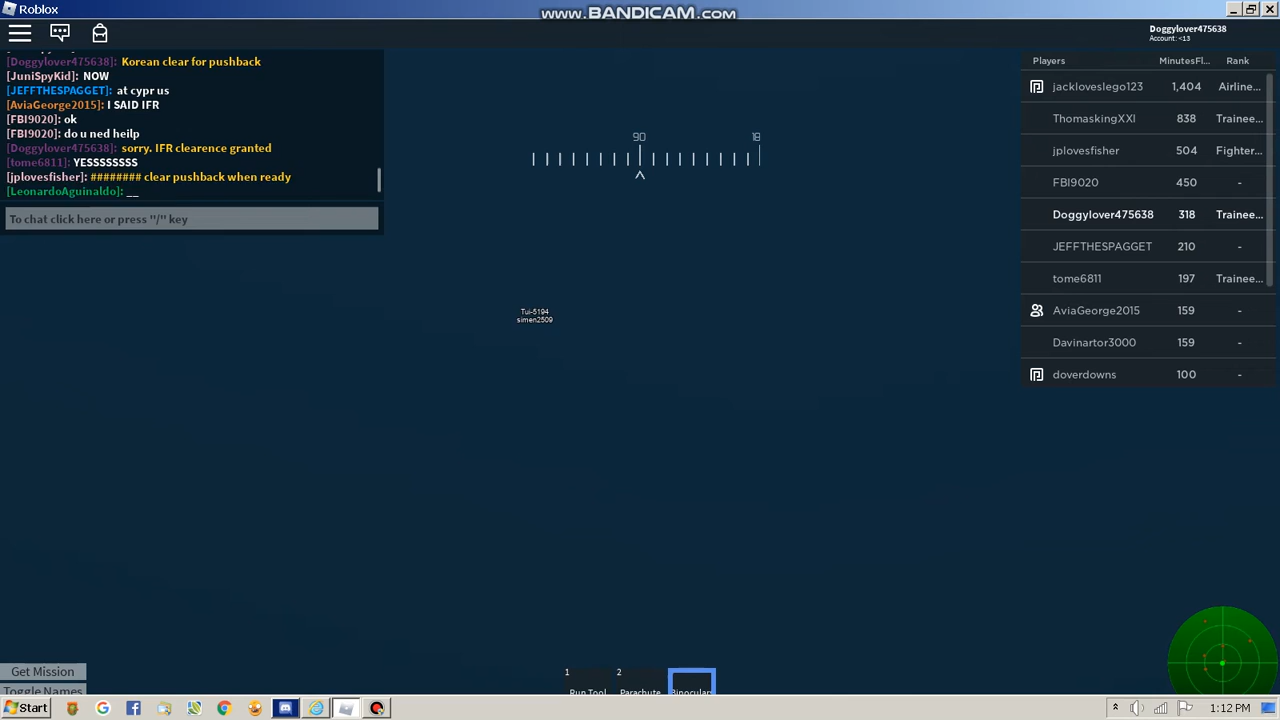 Roblox
www.BANDICAM.com
Doggylover475638
Account: <13
[Doggylover475638]: Korean clear for pushback
[JuniSpyKid]: NOW
[JEFFTHESPAGGET]: at cypr us
[AviaGeorge2015]: I SAID IFR
[FBI9020]: ok
[FBI9020]: do u ned heilp
[Doggylover475638]: sorry. IFR clearence granted
[tome6811]: YESSSSSSSS
[jplovesfisher]: ######## clear pushback when ready
[LeonardoAguinaldo]: __
To chat click here or press "/" key
90 18
Tui-5194
simen2509
Players MinutesFl... Rank
jackloveslego123 1,404 Airline...
ThomaskingXXI 838 Trainee...
jplovesfisher 504 Fighter...
FBI9020 450 -
Doggylover475638 318 Trainee...
JEFFTHESPAGGET 210 -
tome6811 197 Trainee...
AviaGeorge2015 159 -
Davinartor3000 159 -
doverdowns 100 -
Get Mission
Toggle Names
1 2
Run Tool Parachute Binoculars
Start 1:12 PM